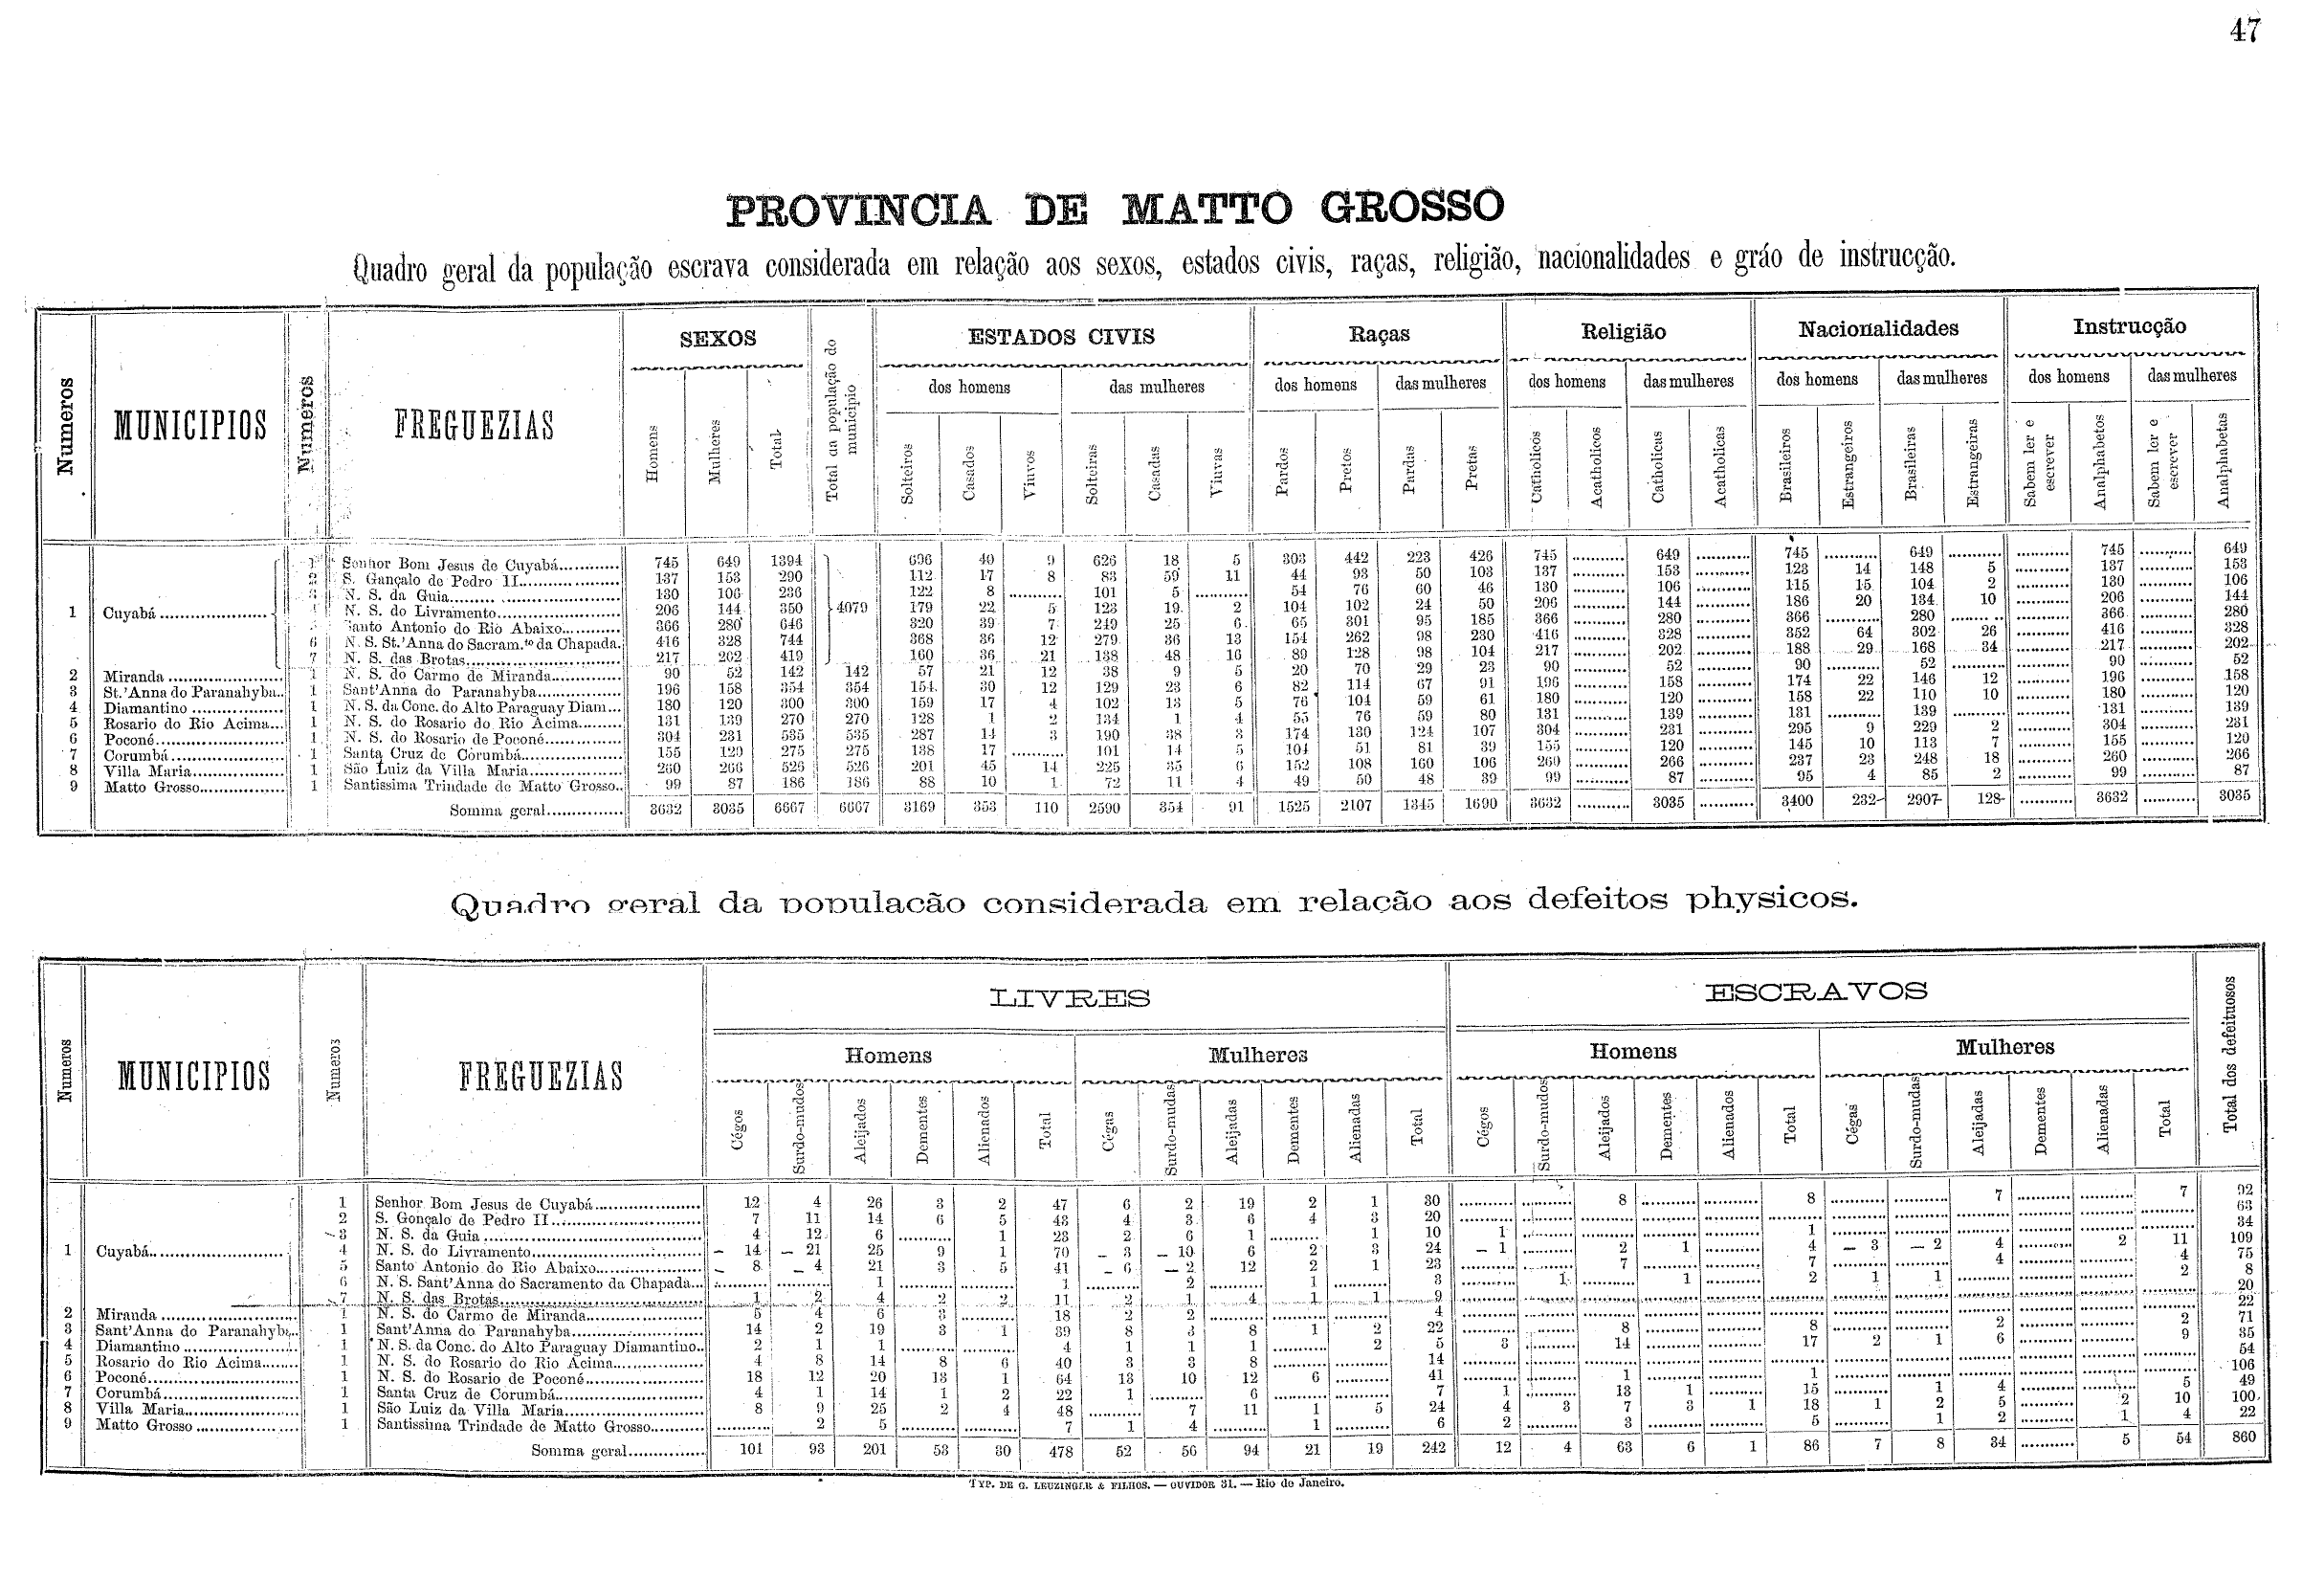 47
PROVINCIA DE MATTO GROSSO
Quadro geral da população escrava considerada em relação aos sexos, estados civis, raças, religião, nacionalidades e gráo de instrucção.
Numeros MUNICIPIOS Numeros FREGUEZIAS SEXOS Total da população do municipio ESTADOS CIVIS Raças Religião Nacionalidades Instrucção
dos homens das mulheres dos homens das mulheres dos homens das mulheres dos homens das mulheres dos homens das mulheres
Homens Mulheres Total Solteiros Casados Viuvos Solteiras Casadas Viuvas Pardos Pretos Pardas Pretas Catholicos Acatholicos Catholicas Acatholicas Brasileiros Estrangeiros Brasileiras Estrangeiras Sabem ler e escrever Analphabetos Sabem ler e escrever Analphabetas
1 Senhor Bom Jesus de Cuyabá 745 649 1394 696 40 9 626 18 5 303 442 223 426 745 649 745 649 745 649
2 S. Gançalo de Pedro II 137 153 290 112 17 8 83 59 11 44 93 50 103 137 153 123 14 148 5 137 153
3 N. S. da Guia 130 106 236 122 8 101 5 54 76 60 46 130 106 115 15 104 2 130 106
1 Cuyabá 4 N. S. do Livramento 206 144 350 4079 179 22 5 123 19 2 104 102 24 50 206 144 186 20 134 10 206 144
Santo Antonio do Rio Abaixo 366 280 646 320 39 7 249 25 6 65 301 95 185 366 280 366 280 366 280
6 N. S. St.'Anna do Sacram.to da Chapada. 416 328 744 368 36 12 279 36 13 154 262 98 230 416 328 352 64 302 26 416 328
7 N. S. das Brotas 217 202 419 160 36 21 138 48 16 89 128 98 104 217 202 188 29 168 34 217 202
2 Miranda 1 N. S. do Carmo de Miranda 90 52 142 142 57 21 12 38 9 5 20 70 29 23 90 52 90 52 90 52
3 St.'Anna do Paranahyba 1 Sant'Anna do Paranahyba 196 158 354 354 154 30 12 129 23 6 82 114 67 91 196 158 174 22 146 12 196 158
4 Diamantino 1 N. S. da Conc. do Alto Paraguay Diam 180 120 300 300 159 17 4 102 13 5 76 104 59 61 180 120 158 22 110 10 180 120
5 Rosario do Rio Acima 1 N. S. do Rosario do Rio Acima 131 139 270 270 128 1 2 134 1 4 55 76 59 80 131 139 131 139 131 139
6 Poconé 1 N. S. do Rosario de Poconé 304 231 535 535 287 14 3 190 38 3 174 130 124 107 304 231 295 9 229 2 304 231
7 Corumbá 1 Santa Cruz de Corumbá 155 120 275 275 138 17 101 14 5 104 51 81 39 155 120 145 10 113 7 155 120
8 Villa Maria 1 São Luiz da Villa Maria 260 266 526 526 201 45 14 225 35 6 152 108 160 106 260 266 237 23 248 18 260 266
9 Matto Grosso 1 Santissima Trindade de Matto Grosso 99 87 186 186 88 10 1 72 11 4 49 50 48 39 99 87 95 4 85 2 99 87
Somma geral 3632 3035 6667 6667 3169 353 110 2590 354 91 1525 2107 1345 1690 3632 3035 3400 232 2907 128 3632 3035
Quadro geral da população considerada em relação aos defeitos physicos.
Numeros MUNICIPIOS Numeros FREGUEZIAS LIVRES ESCRAVOS Total dos defeituosos
Homens Mulheres Homens Mulheres
Cégos Surdo-mudos Aleijados Dementes Alienados Total Cégas Surdo-mudas Aleijadas Dementes Alienadas Total Cégos Surdo-mudos Aleijados Dementes Alienados Total Cégas Surdo-mudas Aleijadas Dementes Alienadas Total
1 Senhor Bom Jesus de Cuyabá 12 4 26 3 2 47 6 2 19 2 1 30 8 8 7 7 92
2 S. Gonçalo de Pedro II 7 11 14 6 5 43 4 3 6 4 3 20 63
3 N. S. da Guia 4 12 6 1 23 2 6 1 1 10 1 1 34
1 Cuyabá 4 N. S. do Livramento 14 21 25 9 1 70 3 10 6 2 3 24 1 2 1 4 3 2 4 2 11 109
5 Santo Antonio do Rio Abaixo 8 4 21 3 5 41 6 2 12 2 1 23 7 7 4 4 75
6 N. S. Sant'Anna do Sacramento da Chapada 1 1 2 1 3 1 1 2 1 1 2 8
7 N. S. das Brotas 1 2 4 2 2 11 2 1 4 1 1 9 20
2 Miranda 1 N. S. do Carmo de Miranda 5 4 6 3 18 2 2 4 22
3 Sant'Anna do Paranahyba 1 Sant'Anna do Paranahyba 14 2 19 3 1 39 8 3 8 1 2 22 8 8 2 2 71
4 Diamantino 1 N. S. da Conc. do Alto Paraguay Diamantino 2 1 1 4 1 1 1 2 5 3 14 17 2 1 6 9 35
5 Rosario do Rio Acima 1 N. S. do Rosario do Rio Acima 4 8 14 8 6 40 3 3 8 14 54
6 Poconé 1 N. S. do Rosario de Poconé 18 12 20 13 1 64 13 10 12 6 41 1 1 106
7 Corumbá 1 Santa Cruz de Corumbá 4 1 14 1 2 22 1 6 7 1 13 1 15 1 4 5 49
8 Villa Maria 1 São Luiz da Villa Maria 8 9 25 2 4 48 7 11 1 5 24 4 3 7 3 1 18 1 2 5 2 10 100
9 Matto Grosso 1 Santissima Trindade de Matto Grosso 2 5 7 1 4 1 6 2 3 5 1 2 1 4 22
Somma geral 101 93 201 53 30 478 52 56 94 21 19 242 12 4 63 6 1 86 7 8 34 5 54 860
TYP. DE G. LEUZINGER & FILHOS. — OUVIDOR 31. — Rio de Janeiro.